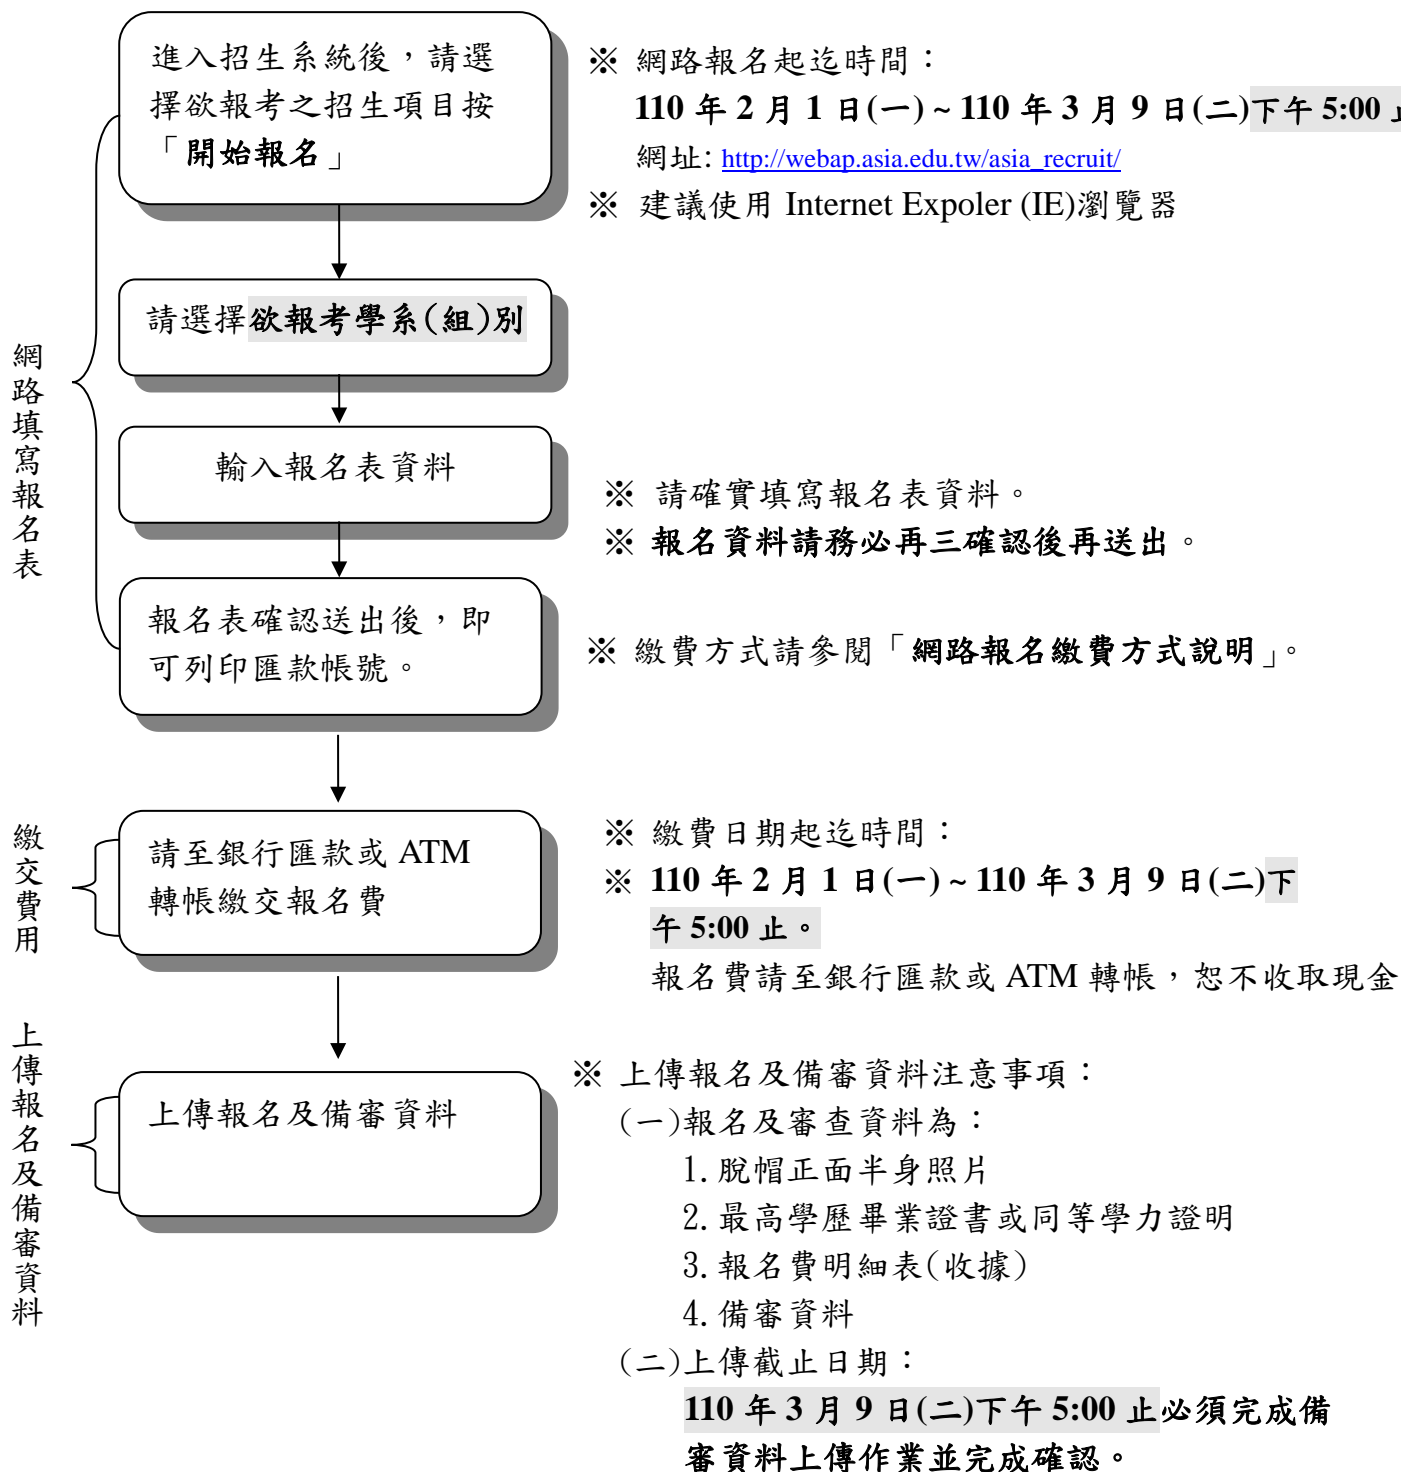 進入招生系統後，請選
擇欲報考之招生項目按
「開始報名」
※ 網路報名起迄時間：
110 年 2 月 1 日(一) ~ 110 年 3 月 9 日(二)下午 5:00 止
網址: http://webap.asia.edu.tw/asia_recruit/
※ 建議使用 Internet Expoler (IE)瀏覽器
請選擇欲報考學系(組)別
網路填寫報名表
輸入報名表資料
※ 請確實填寫報名表資料。
※ 報名資料請務必再三確認後再送出。
報名表確認送出後，即
可列印匯款帳號。
※ 繳費方式請參閱「網路報名繳費方式說明」。
繳交費用
請至銀行匯款或 ATM
轉帳繳交報名費
※ 繳費日期起迄時間：
※ 110 年 2 月 1 日(一) ~ 110 年 3 月 9 日(二)下
午 5:00 止。
報名費請至銀行匯款或 ATM 轉帳，恕不收取現金
上傳報名及備審資料
上傳報名及備審資料
※ 上傳報名及備審資料注意事項：
(一)報名及審查資料為：
1.脫帽正面半身照片
2.最高學歷畢業證書或同等學力證明
3.報名費明細表(收據)
4.備審資料
(二)上傳截止日期：
110 年 3 月 9 日(二)下午 5:00 止必須完成備
審資料上傳作業並完成確認。